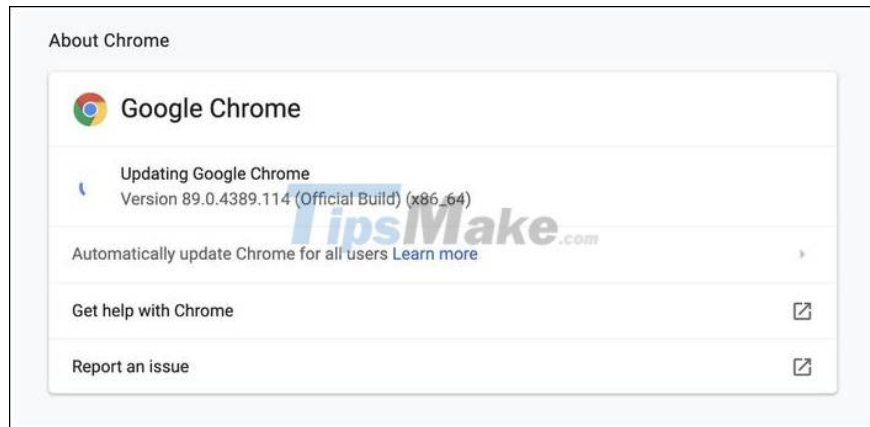 About Chrome
Google Chrome
Updating Google Chrome
Version 89.0.4389.114 (Official Build) (x86_64)
TipsMake.com
Automatically update Chrome for all users Learn more
Get help with Chrome
Report an issue